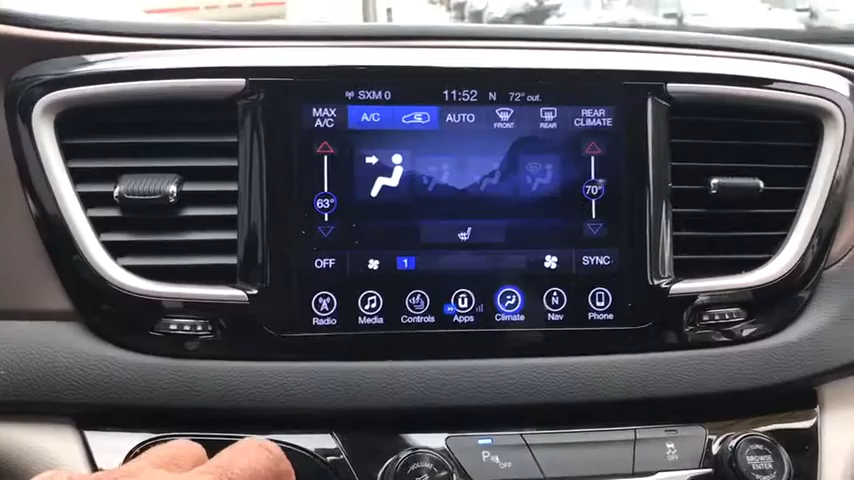 SXM 0 11:52 N 72° out.
MAX A/C A/C AUTO FRONT REAR REAR CLIMATE
63° 70°
OFF 1 SYNC
Radio Media Controls Apps Climate Nav Phone
VOLUME
P OFF
OFF
BROWSE
ENTER